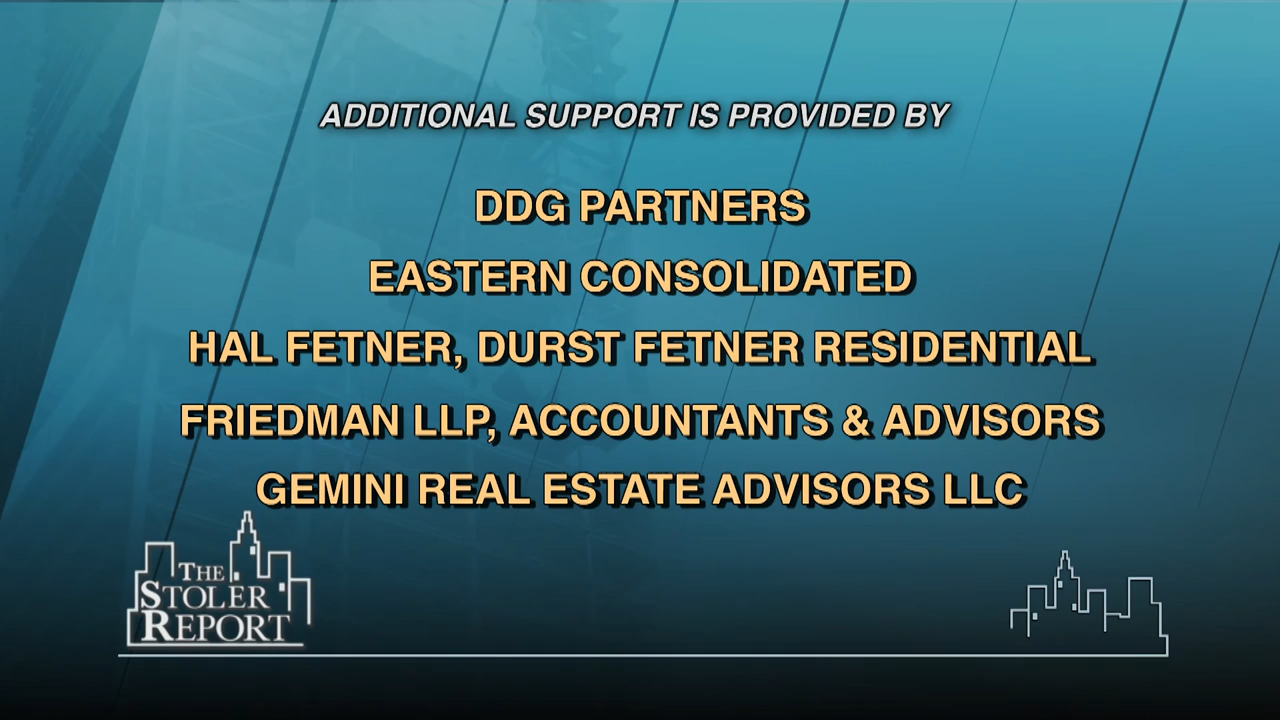 ADDITIONAL SUPPORT IS PROVIDED BY
DDG PARTNERS
EASTERN CONSOLIDATED
HAL FETNER, DURST FETNER RESIDENTIAL
FRIEDMAN LLP, ACCOUNTANTS & ADVISORS
GEMINI REAL ESTATE ADVISORS LLC
THE
STOLER
REPORT